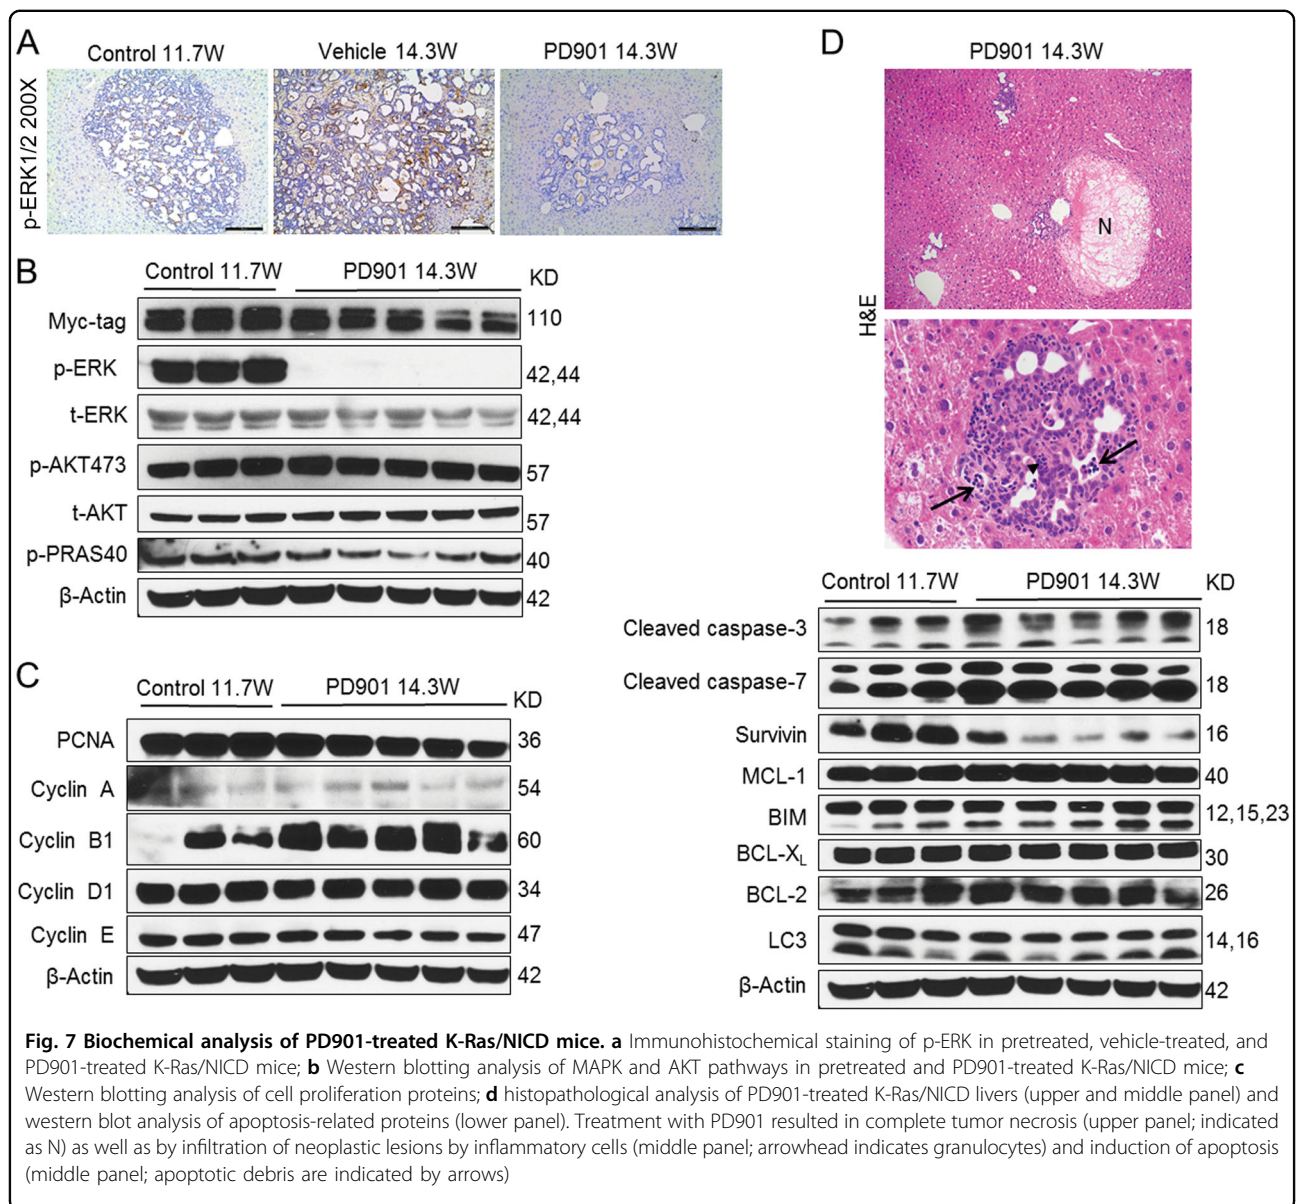 A
Control 11.7W
Vehicle 14.3W
PD901 14.3W
p-ERK1/2 200X
B
Control 11.7W
PD901 14.3W
KD
Myc-tag
110
p-ERK
42,44
t-ERK
42,44
p-AKT473
57
t-AKT
57
p-PRAS40
40
β-Actin
42
C
Control 11.7W
PD901 14.3W
KD
PCNA
36
Cyclin A
54
Cyclin B1
60
Cyclin D1
34
Cyclin E
47
β-Actin
42
D
PD901 14.3W
H&E
N
Control 11.7W
PD901 14.3W
KD
Cleaved caspase-3
18
Cleaved caspase-7
18
Survivin
16
MCL-1
40
BIM
12,15,23
BCL-XL
30
BCL-2
26
LC3
14,16
β-Actin
42
Fig. 7 Biochemical analysis of PD901-treated K-Ras/NICD mice. a Immunohistochemical staining of p-ERK in pretreated, vehicle-treated, and
PD901-treated K-Ras/NICD mice; b Western blotting analysis of MAPK and AKT pathways in pretreated and PD901-treated K-Ras/NICD mice; c
Western blotting analysis of cell proliferation proteins; d histopathological analysis of PD901-treated K-Ras/NICD livers (upper and middle panel) and
western blot analysis of apoptosis-related proteins (lower panel). Treatment with PD901 resulted in complete tumor necrosis (upper panel; indicated
as N) as well as by infiltration of neoplastic lesions by inflammatory cells (middle panel; arrowhead indicates granulocytes) and induction of apoptosis
(middle panel; apoptotic debris are indicated by arrows)